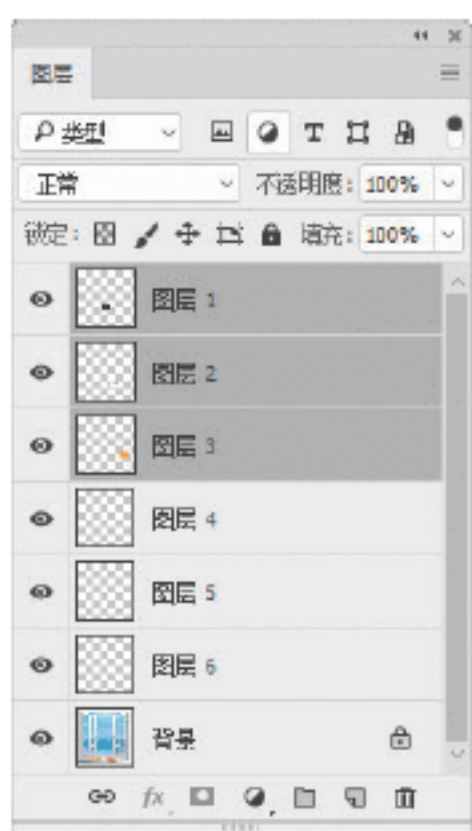 图层
类型
T
正常 不透明度: 100%
锁定: 填充: 100%
图层 1
图层 2
图层 3
图层 4
图层 5
图层 6
背景
fx